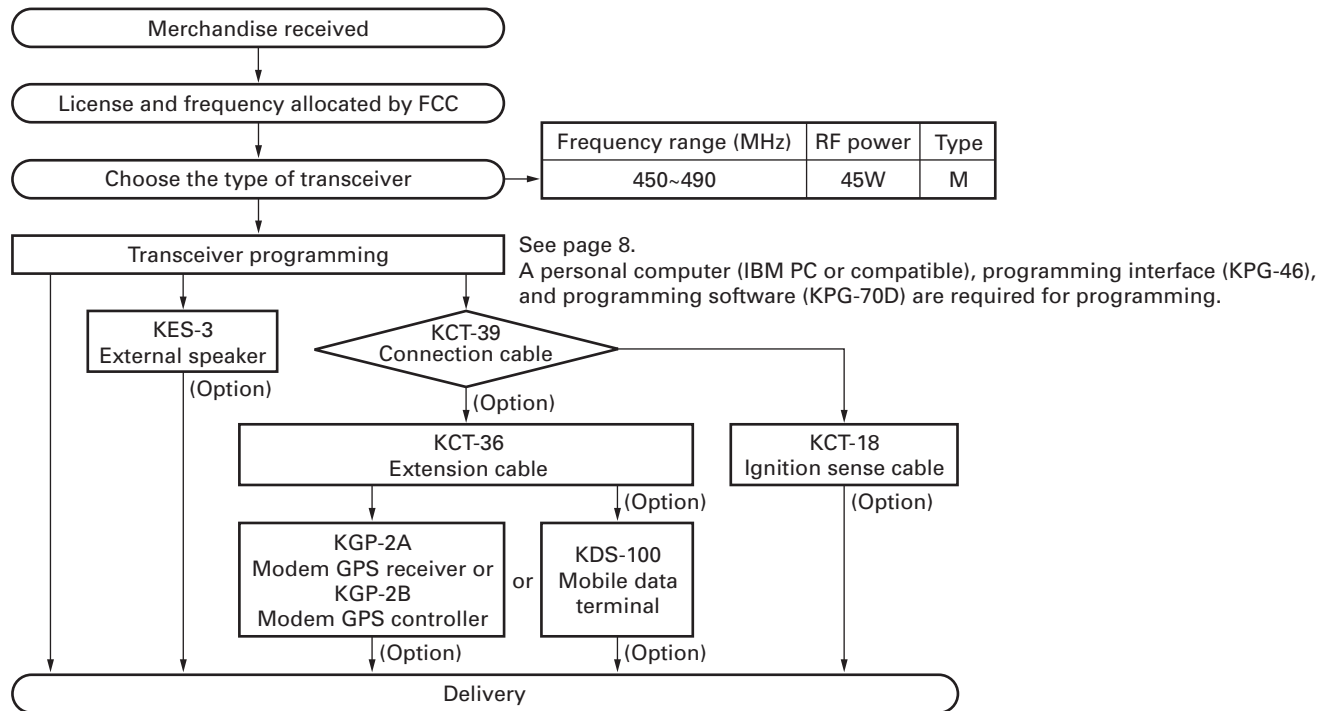 Merchandise received
License and frequency allocated by FCC
Choose the type of transceiver
Frequency range (MHz) RF power Type
450~490 45W M
Transceiver programming
See page 8.
A personal computer (IBM PC or compatible), programming interface (KPG-46),
and programming software (KPG-70D) are required for programming.
KES-3
External speaker
(Option)
KCT-39
Connection cable
(Option)
KCT-36
Extension cable
(Option)
KCT-18
Ignition sense cable
(Option)
KGP-2A
Modem GPS receiver or
KGP-2B
Modem GPS controller
(Option)
or
KDS-100
Mobile data
terminal
(Option)
Delivery